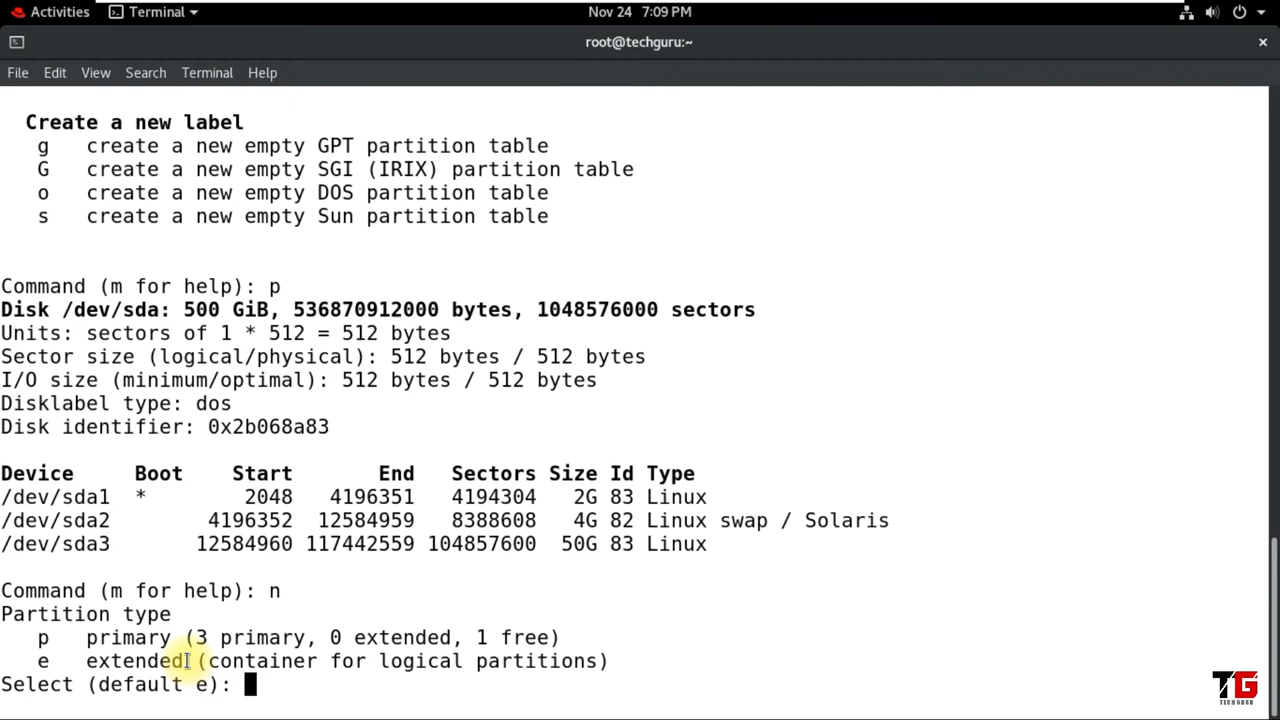 Activities Terminal Nov 24 7:09 PM
root@techguru:~ ×
File Edit View Search Terminal Help
Create a new label
g create a new empty GPT partition table
G create a new empty SGI (IRIX) partition table
o create a new empty DOS partition table
s create a new empty Sun partition table
Command (m for help): p
Disk /dev/sda: 500 GiB, 536870912000 bytes, 1048576000 sectors
Units: sectors of 1 * 512 = 512 bytes
Sector size (logical/physical): 512 bytes / 512 bytes
I/O size (minimum/optimal): 512 bytes / 512 bytes
Disklabel type: dos
Disk identifier: 0x2b068a83
Device Boot Start End Sectors Size Id Type
/dev/sda1 * 2048 4196351 4194304 2G 83 Linux
/dev/sda2 4196352 12584959 8388608 4G 82 Linux swap / Solaris
/dev/sda3 12584960 117442559 104857600 50G 83 Linux
Command (m for help): n
Partition type
p primary (3 primary, 0 extended, 1 free)
e extended (container for logical partitions)
Select (default e):
TG
TECHGURU